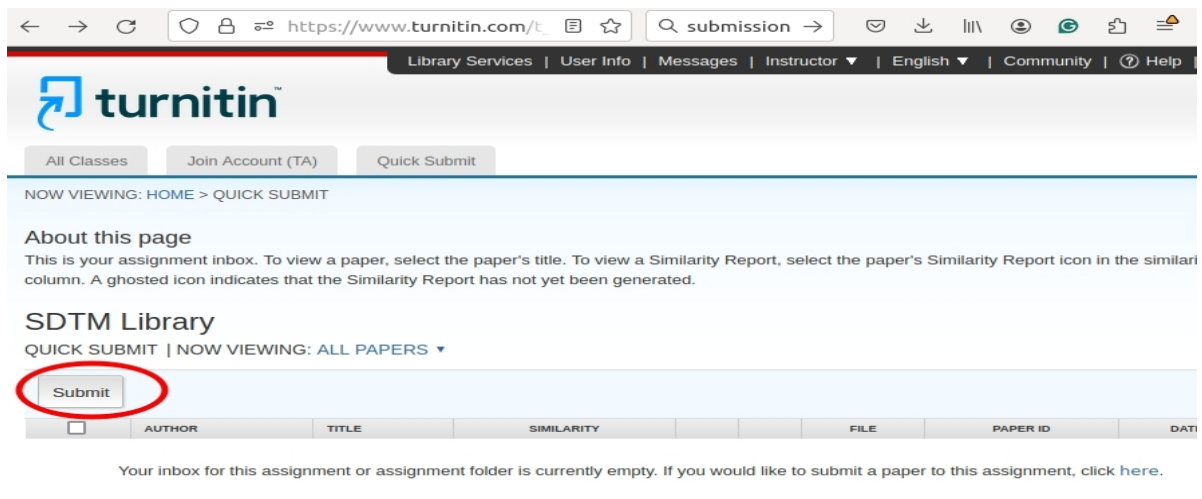 https://www.turnitin.com/t_ submission →
Library Services | User Info | Messages | Instructor ▼ | English ▼ | Community | ? Help |
turnitin™
All Classes Join Account (TA) Quick Submit
NOW VIEWING: HOME > QUICK SUBMIT
About this page
This is your assignment inbox. To view a paper, select the paper's title. To view a Similarity Report, select the paper's Similarity Report icon in the similari
column. A ghosted icon indicates that the Similarity Report has not yet been generated.
SDTM Library
QUICK SUBMIT | NOW VIEWING: ALL PAPERS ▼
Submit
AUTHOR TITLE SIMILARITY FILE PAPER ID DAT
Your inbox for this assignment or assignment folder is currently empty. If you would like to submit a paper to this assignment, click here.